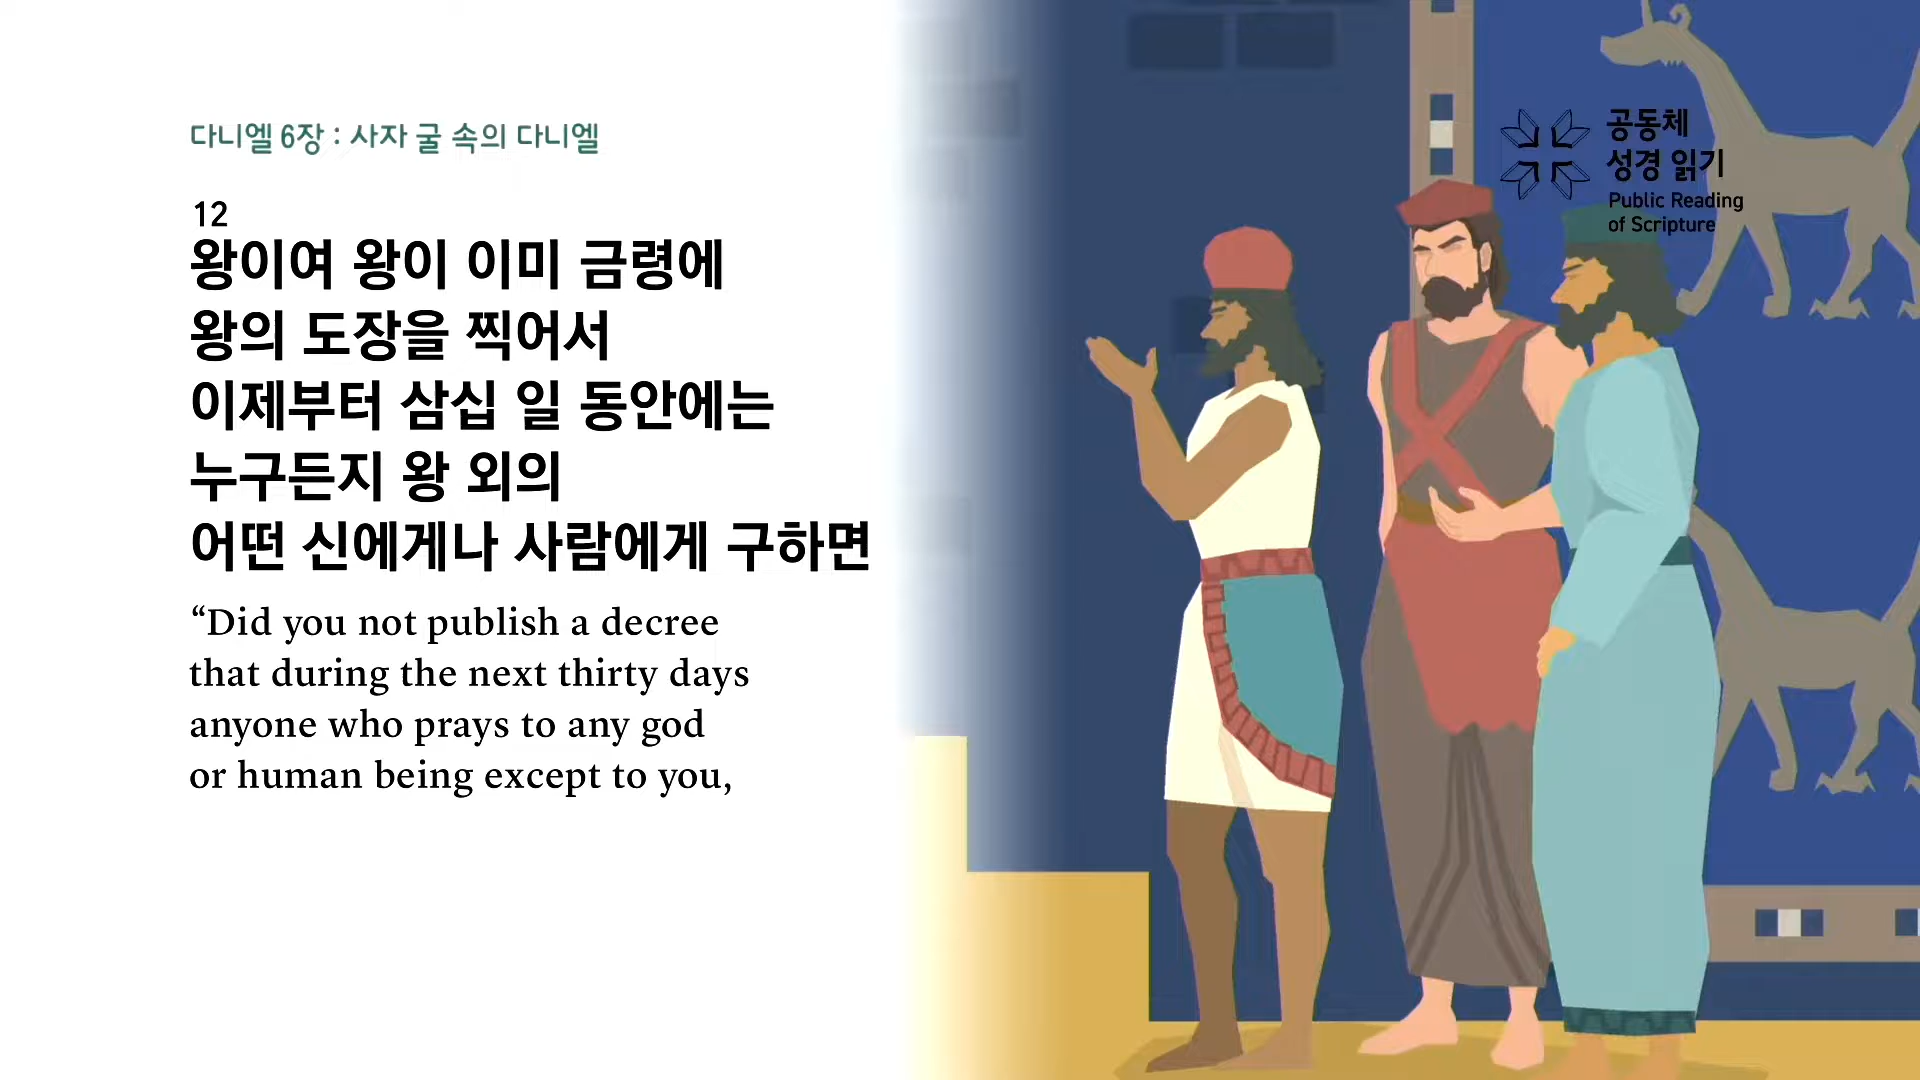 다니엘 6장 : 사자 굴 속의 다니엘
12
왕이여 왕이 이미 금령에
왕의 도장을 찍어서
이제부터 삼십 일 동안에는
누구든지 왕 외의
어떤 신에게나 사람에게 구하면
“Did you not publish a decree
that during the next thirty days
anyone who prays to any god
or human being except to you,
공동체
성경 읽기
Public Reading
of Scripture